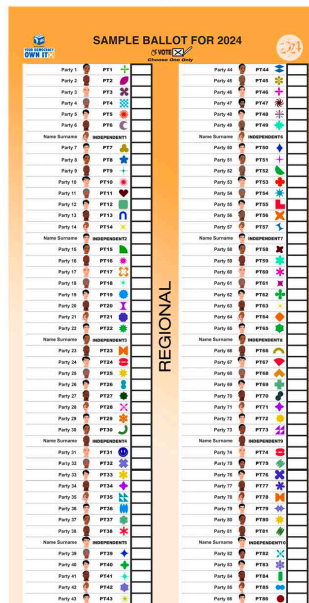 YOUR DEMOCRACY
OWN IT
SAMPLE BALLOT FOR 2024
VOTE
Choose One Only
Party 1 PT1
Party 2 PT2
Party 3 PT3
Party 4 PT4
Party 5 PT5
Party 6 PT6
Name Surname INDEPENDENT1
Party 7 PT7
Party 8 PT8
Party 9 PT9
Party 10 PT10
Party 11 PT11
Party 12 PT12
Party 13 PT13
Party 14 PT14
Name Surname INDEPENDENT2
Party 15 PT15
Party 16 PT16
Party 17 PT17
Party 18 PT18
Party 19 PT19
Party 20 PT20
Party 21 PT21
Party 22 PT22
Name Surname INDEPENDENT3
Party 23 PT23
Party 24 PT24
Party 25 PT25
Party 26 PT26
Party 27 PT27
Party 28 PT28
Party 29 PT29
Party 30 PT30
Name Surname INDEPENDENT4
Party 31 PT31
Party 32 PT32
Party 33 PT33
Party 34 PT34
Party 35 PT35
Party 36 PT36
Party 37 PT37
Party 38 PT38
Name Surname INDEPENDENT5
Party 39 PT39
Party 40 PT40
Party 41 PT41
Party 42 PT42
Party 43 PT43
REGIONAL
Party 44 PT44
Party 45 PT45
Party 46 PT46
Party 47 PT47
Party 48 PT48
Party 49 PT49
Name Surname INDEPENDENT6
Party 50 PT50
Party 51 PT51
Party 52 PT52
Party 53 PT53
Party 54 PT54
Party 55 PT55
Party 56 PT56
Party 57 PT57
Name Surname INDEPENDENT7
Party 58 PT58
Party 59 PT59
Party 60 PT60
Party 61 PT61
Party 62 PT62
Party 63 PT63
Party 64 PT64
Party 65 PT65
Name Surname INDEPENDENT8
Party 66 PT66
Party 67 PT67
Party 68 PT68
Party 69 PT69
Party 70 PT70
Party 71 PT71
Party 72 PT72
Party 73 PT73
Name Surname INDEPENDENT9
Party 74 PT74
Party 75 PT75
Party 76 PT76
Party 77 PT77
Party 78 PT78
Party 79 PT79
Party 80 PT80
Party 81 PT81
Name Surname INDEPENDENT10
Party 82 PT82
Party 83 PT83
Party 84 PT84
Party 85 PT85
Party 86 PT86